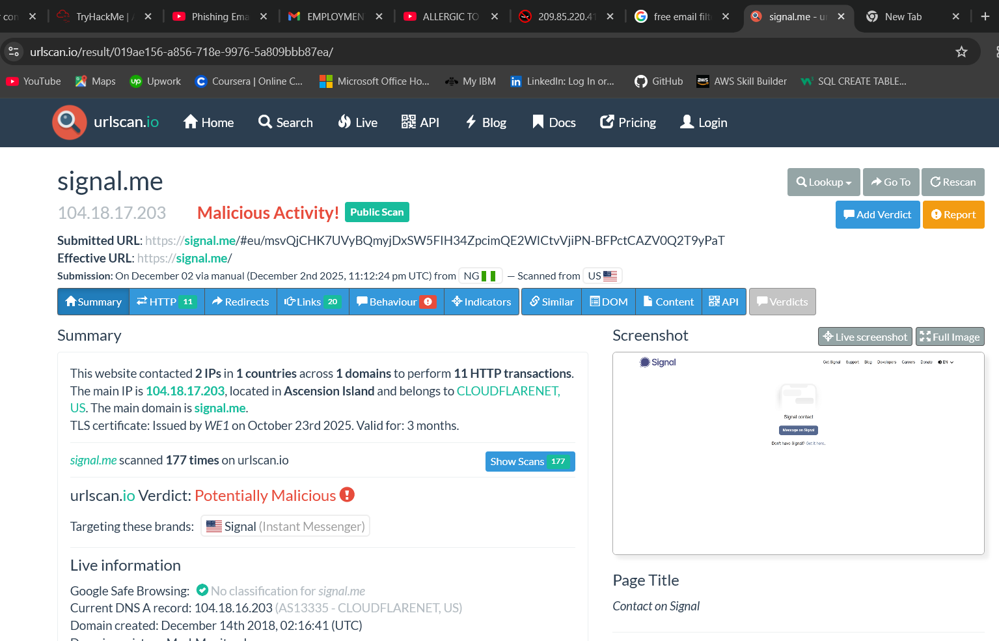 con
TryHackMe | A
Phishing Ema
EMPLOYMEN
ALLERGIC TO
209.85.220.41
free email filt
signal.me - ur
New Tab
urlscan.io/result/019ae156-a856-718e-9976-5a809bbb87ea/
YouTube
Maps
Upwork
Coursera | Online C...
Microsoft Office Ho...
My IBM
LinkedIn: Log In or...
GitHub
AWS Skill Builder
SQL CREATE TABLE...
urlscan.io
Home
Search
Live
API
Blog
Docs
Pricing
Login
signal.me
Lookup
Go To
Rescan
104.18.17.203 Malicious Activity! Public Scan
Add Verdict
Report
Submitted URL: https://signal.me/#eu/msvQjCHK7UVyBQmyjDxSW5FIH34ZpcimQE2WICtvVjiPN-BFPctCAZV0Q2T9yPaT
Effective URL: https://signal.me/
Submission: On December 02 via manual (December 2nd 2025, 11:12:24 pm UTC) from NG — Scanned from US
Summary
HTTP 11
Redirects
Links 20
Behaviour
Indicators
Similar
DOM
Content
API
Verdicts
Summary
This website contacted 2 IPs in 1 countries across 1 domains to perform 11 HTTP transactions.
The main IP is 104.18.17.203, located in Ascension Island and belongs to CLOUDFLARENET,
US. The main domain is signal.me.
TLS certificate: Issued by WE1 on October 23rd 2025. Valid for: 3 months.
signal.me scanned 177 times on urlscan.io
Show Scans 177
urlscan.io Verdict: Potentially Malicious
Targeting these brands: Signal (Instant Messenger)
Live information
Google Safe Browsing: No classification for signal.me
Current DNS A record: 104.18.16.203 (AS13335 - CLOUDFLARENET, US)
Domain created: December 14th 2018, 02:16:41 (UTC)
Screenshot
Live screenshot
Full Image
Signal
Get Signal
Support
Blog
Developers
Careers
Donate
EN
Signal contact
Message on Signal
Don't have Signal? Get it here.
Page Title
Contact on Signal